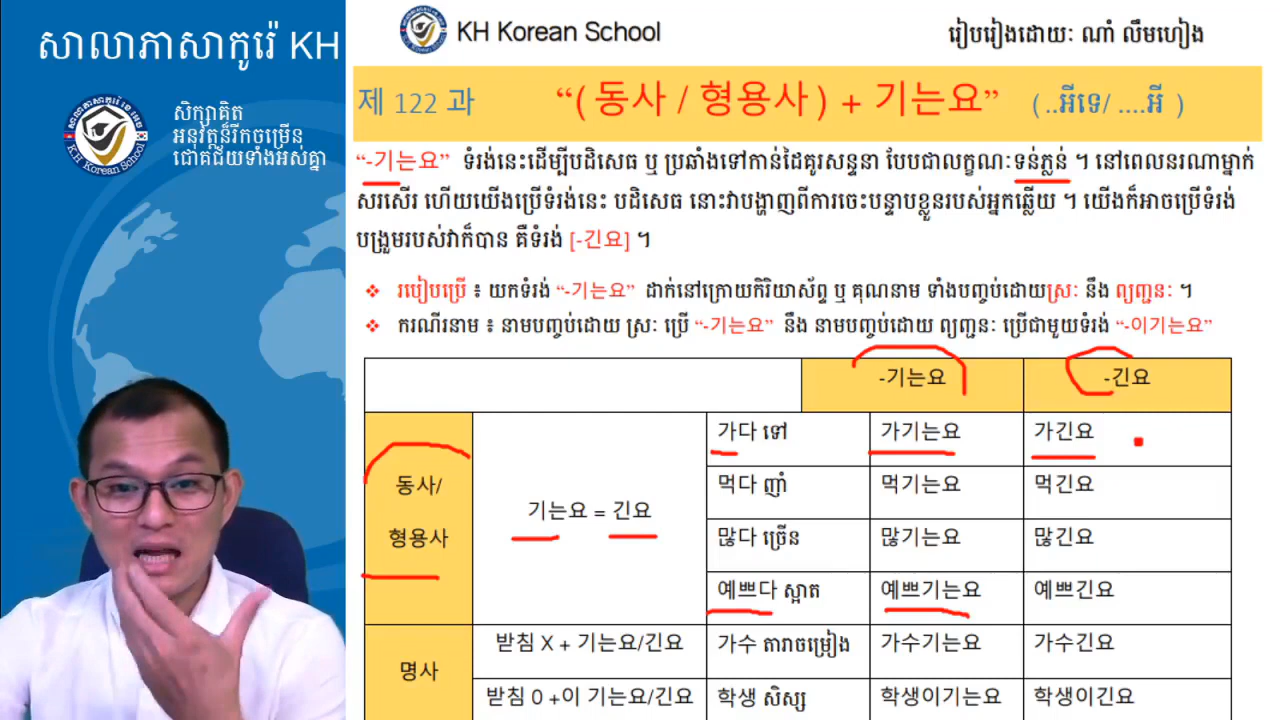 សាលាភាសាកូរ៉េ KH
សិក្សាគិត
អនុវត្តន៍រីកចម្រើន
ជោគជ័យទាំងអស់គ្នា
KH Korean School
រៀបរៀងដោយៈ ណាំ លឹមហៀង
제 122 과 “( 동사 / 형용사 ) + 기는요” ( ..អីទេ/ ....អី )
“-기는요” ទំរង់នេះដើម្បីបដិសេធ ឬ ប្រឆាំងទៅកាន់ដៃគូរសន្ទនា បែបជាលក្ខណៈទន់ភ្លន់ ។ នៅពេលនរណាម្នាក់
សរសើរ ហើយយើងប្រើទំរង់នេះ បដិសេធ នោះវាបង្ហាញពីការចេះបន្ទាបខ្លួនរបស់អ្នកឆ្លើយ ។ យើងក៏អាចប្រើទំរង់
បង្រួមរបស់វាក៏បាន គឺទំរង់ [-긴요] ។
❖ របៀបប្រើ ៖ យកទំរង់ “-기는요” ដាក់នៅក្រោយកិរិយាស័ព្ទ ឬ គុណនាម ទាំងបញ្ចប់ដោយស្រៈ នឹង ព្យញ្ជនៈ ។
❖ ករណីរនាម ៖ នាមបញ្ចប់ដោយ ស្រៈ ប្រើ “-기는요” នឹង នាមបញ្ចប់ដោយ ព្យញ្ជនៈ ប្រើជាមួយទំរង់ “-이기는요”
-기는요 -긴요
동사/
형용사
기는요 = 긴요
가다 ទៅ 가기는요 가긴요
먹다 ញ៉ាំ 먹기는요 먹긴요
많다 ច្រើន 많기는요 많긴요
예쁘다 ស្អាត 예쁘기는요 예쁘긴요
명사
받침 X + 기는요/긴요 가수 តារាចម្រៀង 가수기는요 가수긴요
받침 0 +이 기는요/긴요 학생 សិស្ស 학생이기는요 학생이긴요